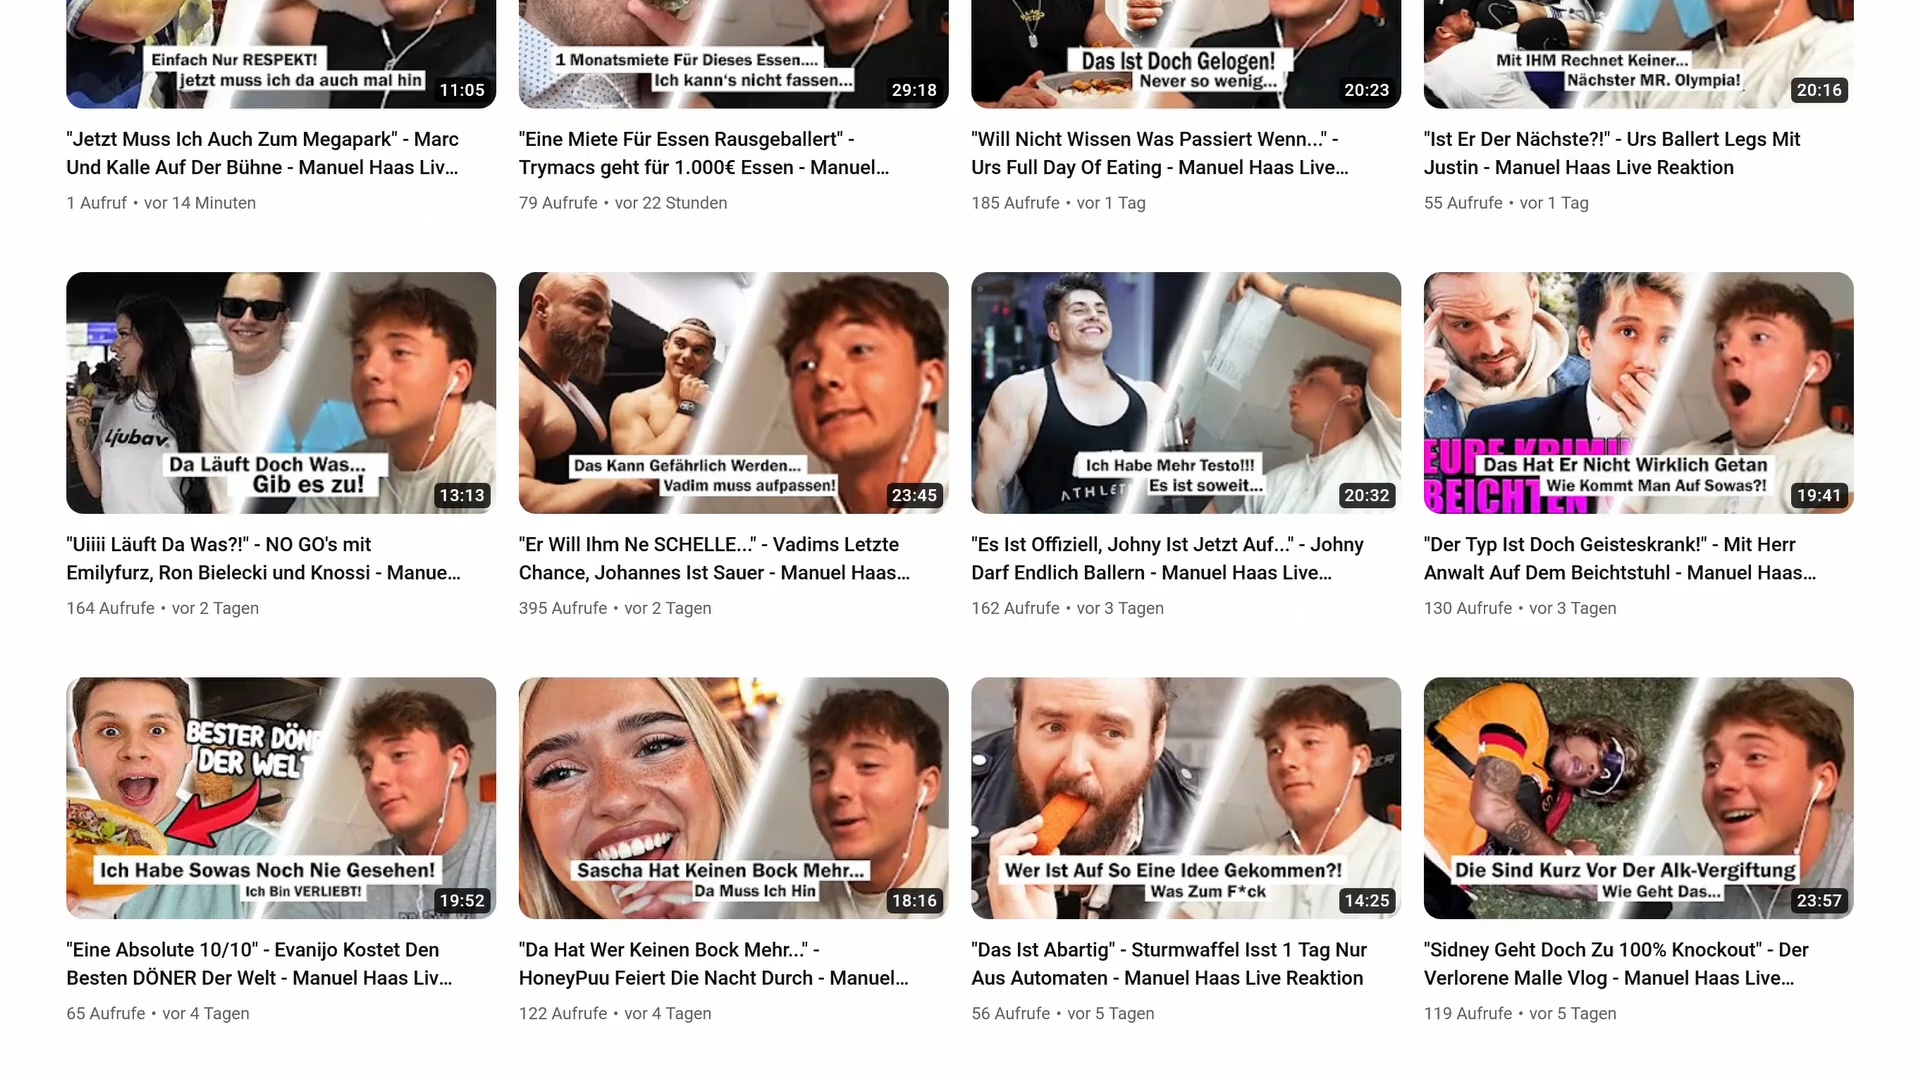 Einfach Nur RESPEKT!
jetzt muss ich da auch mal hin
11:05
1 Monatsmiete Für Dieses Essen....
Ich kann's nicht fassen...
29:18
Das Ist Doch Gelogen!
Never so wenig...
20:23
Mit IHM Rechnet Keiner...
Nächster MR. Olympia!
20:16
"Jetzt Muss Ich Auch Zum Megapark" - Marc
Und Kalle Auf Der Bühne - Manuel Haas Liv...
1 Aufruf • vor 14 Minuten
"Eine Miete Für Essen Rausgeballert" -
Trymacs geht für 1.000€ Essen - Manuel...
79 Aufrufe • vor 22 Stunden
"Will Nicht Wissen Was Passiert Wenn..." -
Urs Full Day Of Eating - Manuel Haas Live...
185 Aufrufe • vor 1 Tag
"Ist Er Der Nächste?!" - Urs Ballert Legs Mit
Justin - Manuel Haas Live Reaktion
55 Aufrufe • vor 1 Tag
Ljubav
Da Läuft Doch Was...
Gib es zu!
13:13
Das Kann Gefährlich Werden...
Vadim muss aufpassen!
23:45
Ich Habe Mehr Testo!!!
Es ist soweit...
ATHLET
20:32
EURE KRIMI
BEICHTEN
Das Hat Er Nicht Wirklich Getan
Wie Kommt Man Auf Sowas?!
19:41
"Uiiii Läuft Da Was?!" - NO GO's mit
Emilyfurz, Ron Bielecki und Knossi - Manue...
164 Aufrufe • vor 2 Tagen
"Er Will Ihm Ne SCHELLE..." - Vadims Letzte
Chance, Johannes Ist Sauer - Manuel Haas...
395 Aufrufe • vor 2 Tagen
"Es Ist Offiziell, Johny Ist Jetzt Auf..." - Johny
Darf Endlich Ballern - Manuel Haas Live...
162 Aufrufe • vor 3 Tagen
"Der Typ Ist Doch Geisteskrank!" - Mit Herr
Anwalt Auf Dem Beichtstuhl - Manuel Haas...
130 Aufrufe • vor 3 Tagen
BESTER DÖN
DER WELT
Ich Habe Sowas Noch Nie Gesehen!
Ich Bin VERLIEBT!
19:52
Sascha Hat Keinen Bock Mehr...
Da Muss Ich Hin
18:16
Wer Ist Auf So Eine Idee Gekommen?!
Was Zum F*ck
14:25
Die Sind Kurz Vor Der Alk-Vergiftung
Wie Geht Das...
23:57
"Eine Absolute 10/10" - Evanijo Kostet Den
Besten DÖNER Der Welt - Manuel Haas Liv...
65 Aufrufe • vor 4 Tagen
"Da Hat Wer Keinen Bock Mehr..." -
HoneyPuu Feiert Die Nacht Durch - Manuel...
122 Aufrufe • vor 4 Tagen
"Das Ist Abartig" - Sturmwaffel Isst 1 Tag Nur
Aus Automaten - Manuel Haas Live Reaktion
56 Aufrufe • vor 5 Tagen
"Sidney Geht Doch Zu 100% Knockout" - Der
Verlorene Malle Vlog - Manuel Haas Live...
119 Aufrufe • vor 5 Tagen